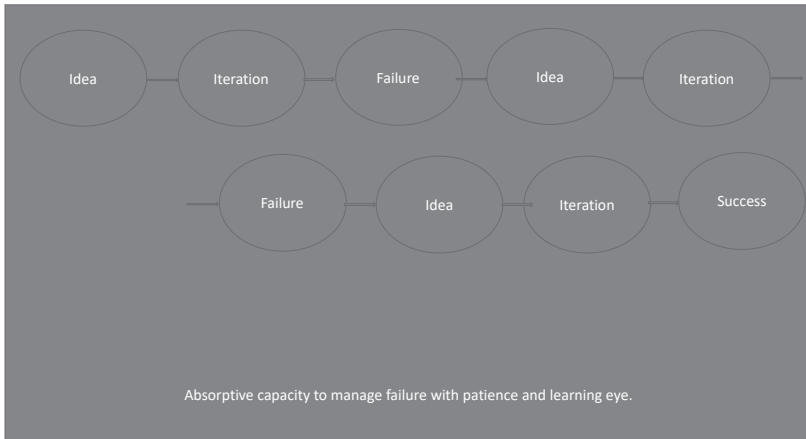 Idea
Iteration
Failure
Idea
Iteration
Failure
Idea
Iteration
Success
Absorptive capacity to manage failure with patience and learning eye.